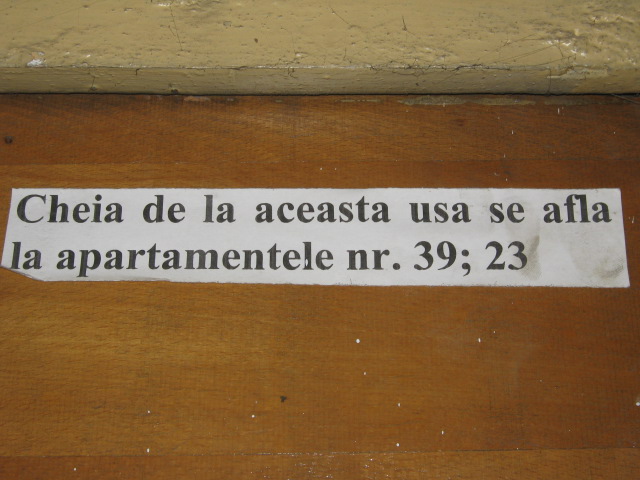 Cheia de la aceasta usa se afla
la apartamentele nr. 39; 23